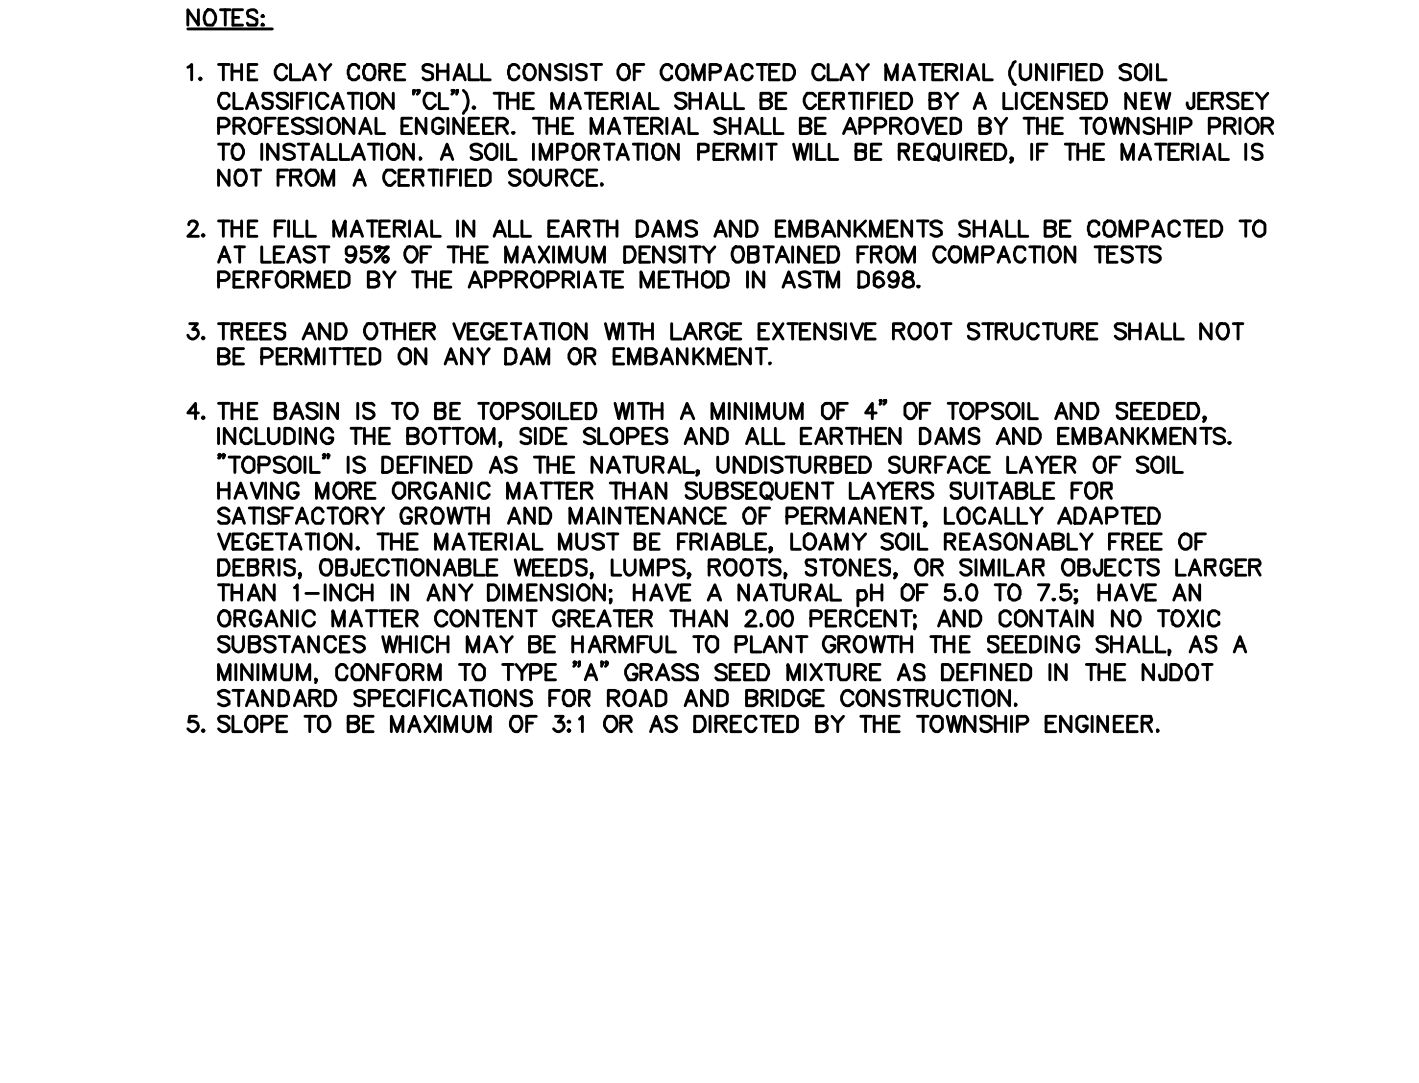 NOTES:
1. THE CLAY CORE SHALL CONSIST OF COMPACTED CLAY MATERIAL (UNIFIED SOIL
CLASSIFICATION "CL"). THE MATERIAL SHALL BE CERTIFIED BY A LICENSED NEW JERSEY
PROFESSIONAL ENGINEER. THE MATERIAL SHALL BE APPROVED BY THE TOWNSHIP PRIOR
TO INSTALLATION. A SOIL IMPORTATION PERMIT WILL BE REQUIRED, IF THE MATERIAL IS
NOT FROM A CERTIFIED SOURCE.
2. THE FILL MATERIAL IN ALL EARTH DAMS AND EMBANKMENTS SHALL BE COMPACTED TO
AT LEAST 95% OF THE MAXIMUM DENSITY OBTAINED FROM COMPACTION TESTS
PERFORMED BY THE APPROPRIATE METHOD IN ASTM D698.
3. TREES AND OTHER VEGETATION WITH LARGE EXTENSIVE ROOT STRUCTURE SHALL NOT
BE PERMITTED ON ANY DAM OR EMBANKMENT.
4. THE BASIN IS TO BE TOPSOILED WITH A MINIMUM OF 4" OF TOPSOIL AND SEEDED,
INCLUDING THE BOTTOM, SIDE SLOPES AND ALL EARTHEN DAMS AND EMBANKMENTS.
"TOPSOIL" IS DEFINED AS THE NATURAL, UNDISTURBED SURFACE LAYER OF SOIL
HAVING MORE ORGANIC MATTER THAN SUBSEQUENT LAYERS SUITABLE FOR
SATISFACTORY GROWTH AND MAINTENANCE OF PERMANENT, LOCALLY ADAPTED
VEGETATION. THE MATERIAL MUST BE FRIABLE, LOAMY SOIL REASONABLY FREE OF
DEBRIS, OBJECTIONABLE WEEDS, LUMPS, ROOTS, STONES, OR SIMILAR OBJECTS LARGER
THAN 1-INCH IN ANY DIMENSION; HAVE A NATURAL pH OF 5.0 TO 7.5; HAVE AN
ORGANIC MATTER CONTENT GREATER THAN 2.00 PERCENT; AND CONTAIN NO TOXIC
SUBSTANCES WHICH MAY BE HARMFUL TO PLANT GROWTH THE SEEDING SHALL, AS A
MINIMUM, CONFORM TO TYPE "A" GRASS SEED MIXTURE AS DEFINED IN THE NJDOT
STANDARD SPECIFICATIONS FOR ROAD AND BRIDGE CONSTRUCTION.
5. SLOPE TO BE MAXIMUM OF 3:1 OR AS DIRECTED BY THE TOWNSHIP ENGINEER.